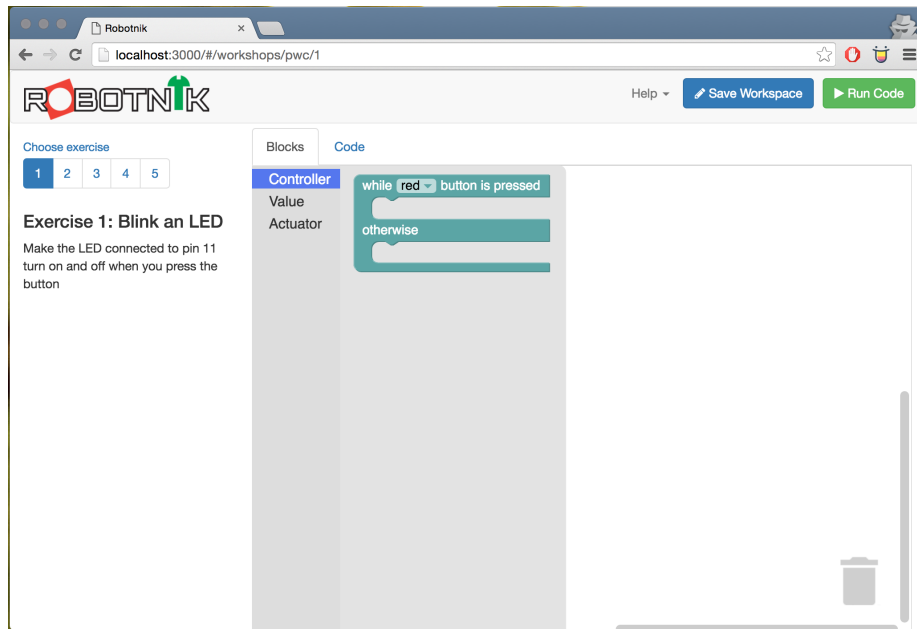 Robotnik
localhost:3000/#/workshops/pwc/1
ROBOTNIK
Help
Save Workspace
Run Code
Choose exercise
1 2 3 4 5
Exercise 1: Blink an LED
Make the LED connected to pin 11
turn on and off when you press the
button
Blocks Code
Controller
Value
Actuator
while red button is pressed
otherwise